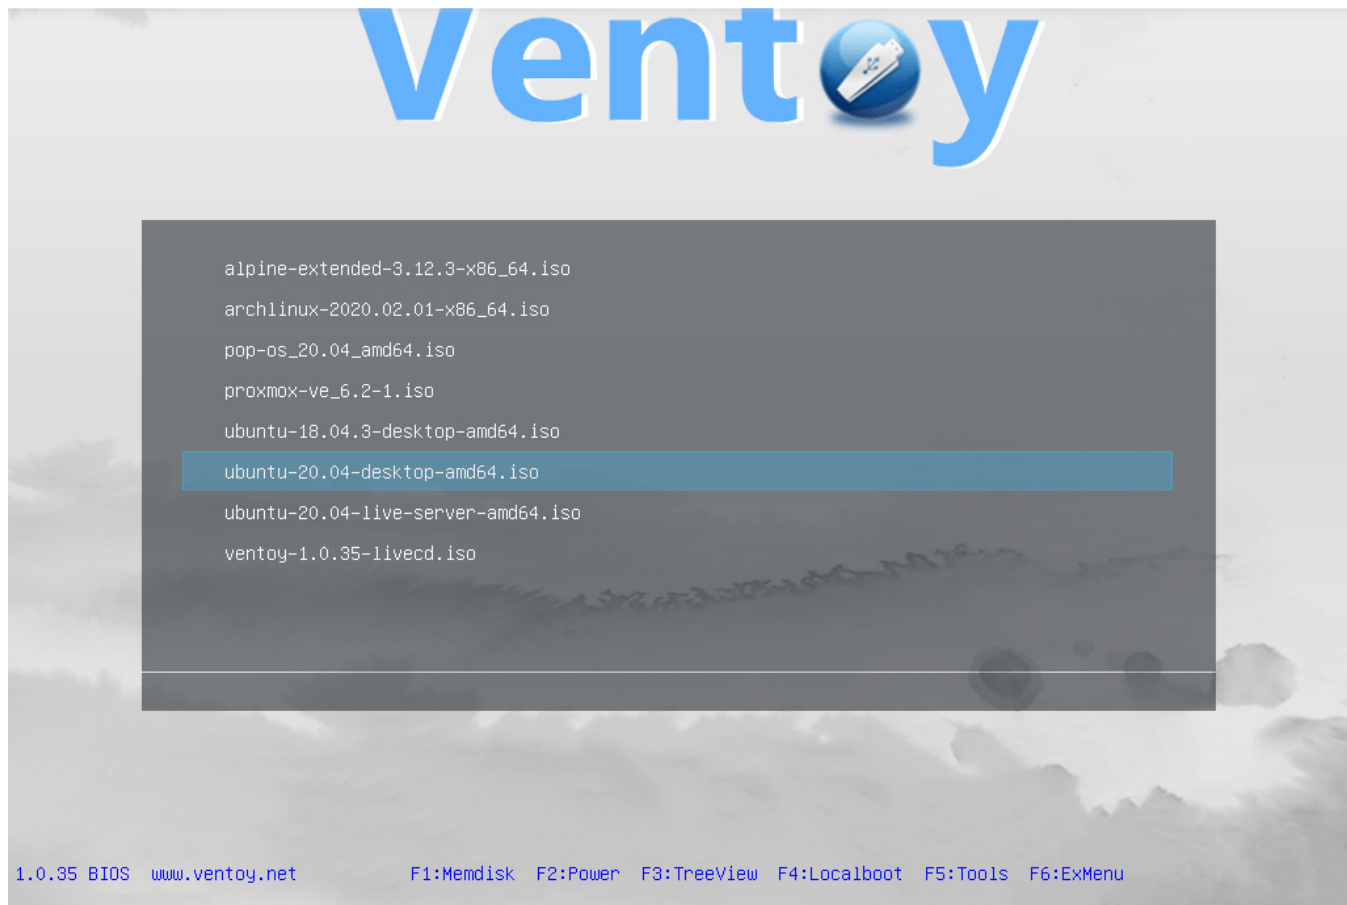 Ventoy
alpine-extended-3.12.3-x86_64.iso
archlinux-2020.02.01-x86_64.iso
pop-os_20.04_amd64.iso
proxmox-ve_6.2-1.iso
ubuntu-18.04.3-desktop-amd64.iso
ubuntu-20.04-desktop-amd64.iso
ubuntu-20.04-live-server-amd64.iso
ventoy-1.0.35-livecd.iso
1.0.35 BIOS www.ventoy.net F1:Memdisk F2:Power F3:TreeView F4:Localboot F5:Tools F6:ExMenu